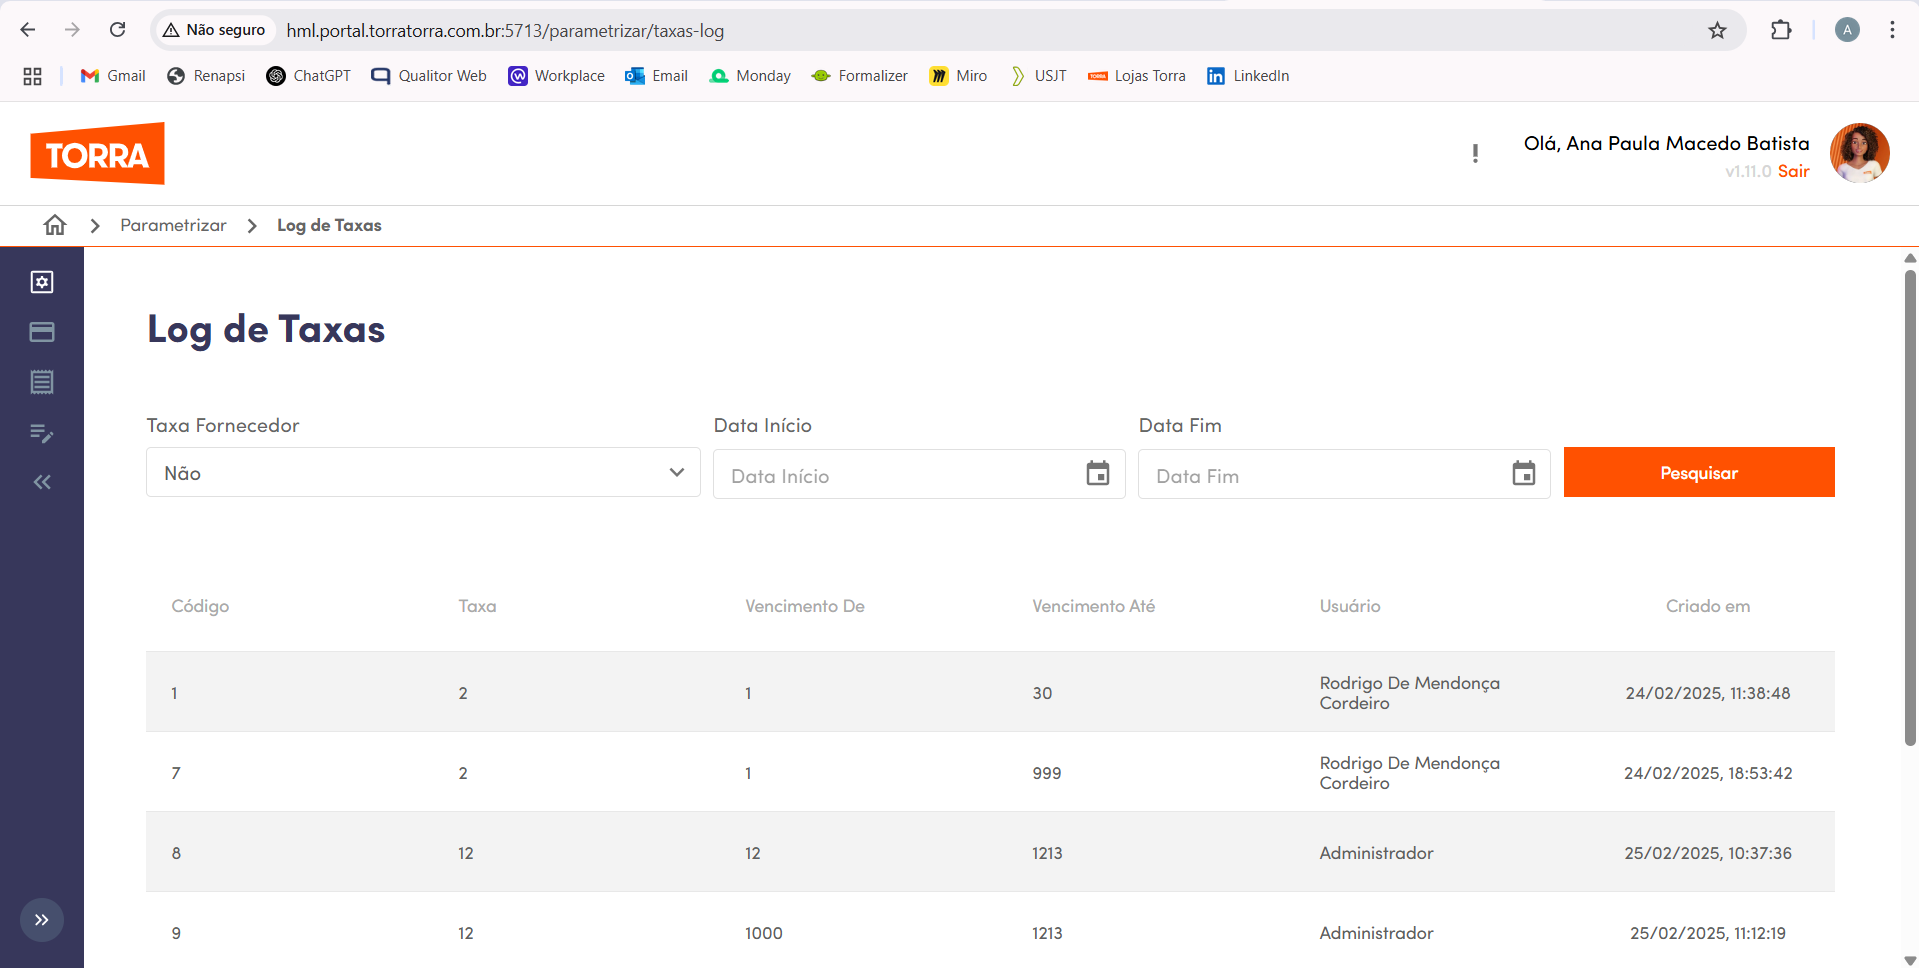 Não seguro hml.portal.torratorra.com.br:5713/parametrizar/taxas-log A
Gmail Renapsi ChatGPT Qualitor Web Workplace Email Monday Formalizer Miro USJT Lojas Torra LinkedIn
TORRA
Olá, Ana Paula Macedo Batista
v1.11.0 Sair
Parametrizar Log de Taxas
Log de Taxas
Taxa Fornecedor Data Início Data Fim
Não Data Início Data Fim Pesquisar
Código Taxa Vencimento De Vencimento Até Usuário Criado em
1 2 1 30 Rodrigo De Mendonça Cordeiro 24/02/2025, 11:38:48
7 2 1 999 Rodrigo De Mendonça Cordeiro 24/02/2025, 18:53:42
8 12 12 1213 Administrador 25/02/2025, 10:37:36
9 12 1000 1213 Administrador 25/02/2025, 11:12:19